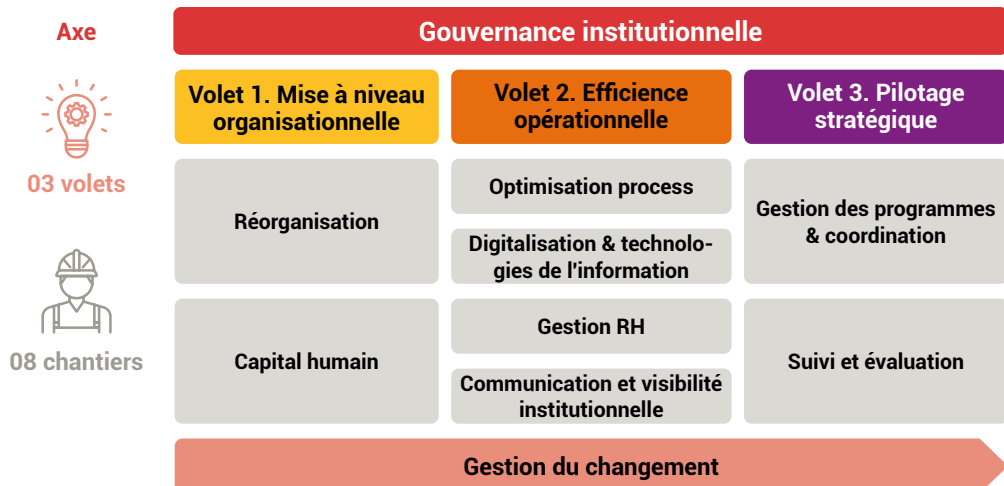 Axe
Gouvernance institutionnelle
Volet 1. Mise à niveau
organisationnelle
Volet 2. Efficience
opérationnelle
Volet 3. Pilotage
stratégique
03 volets
Réorganisation
Optimisation process
Digitalisation & technolo-
gies de l'information
Gestion des programmes
& coordination
08 chantiers
Capital humain
Gestion RH
Communication et visibilité
institutionnelle
Suivi et évaluation
Gestion du changement